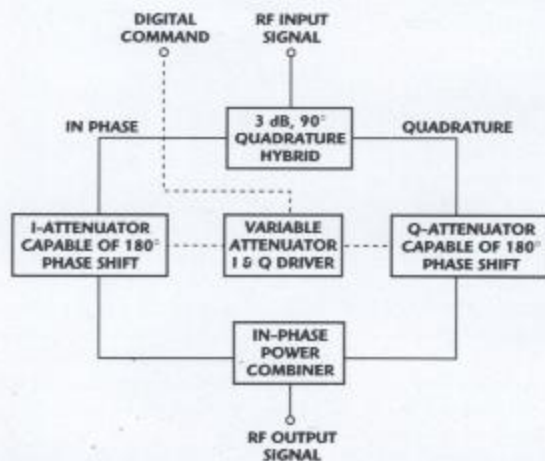 DIGITAL
COMMAND
RF INPUT
SIGNAL
IN PHASE
3 dB, 90°
QUADRATURE
HYBRID
QUADRATURE
I-ATTENUATOR
CAPABLE OF 180°
PHASE SHIFT
VARIABLE
ATTENUATOR
I & Q DRIVER
Q-ATTENUATOR
CAPABLE OF 180°
PHASE SHIFT
IN-PHASE
POWER
COMBINER
RF OUTPUT
SIGNAL